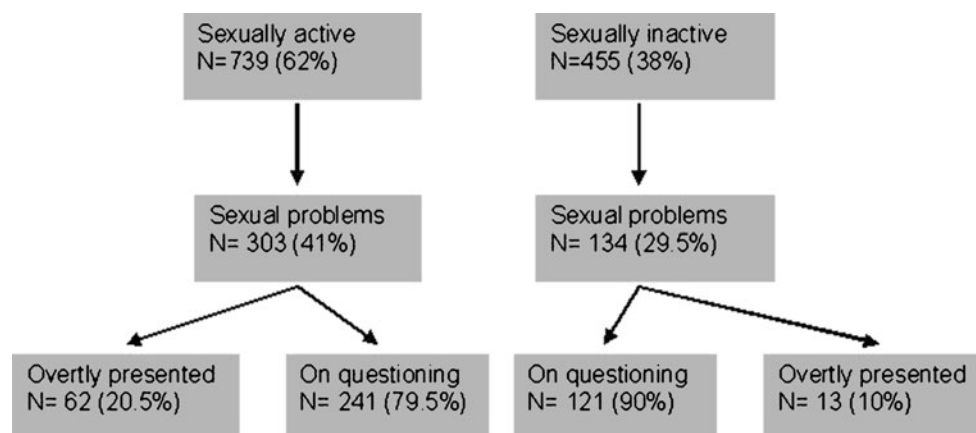 Sexually active
N=739 (62%)
Sexually inactive
N=455 (38%)
Sexual problems
N= 303 (41%)
Sexual problems
N= 134 (29.5%)
Overtly presented
N= 62 (20.5%)
On questioning
N= 241 (79.5%)
On questioning
N= 121 (90%)
Overtly presented
N= 13 (10%)